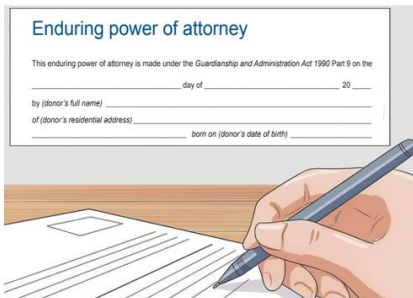 Enduring power of attorney
This enduring power of attorney is made under the Guardianship and Administration Act 1990 Part 9 on the
day of 20
by (donor's full name)
of (donor's residential address)
born on (donor's date of birth)